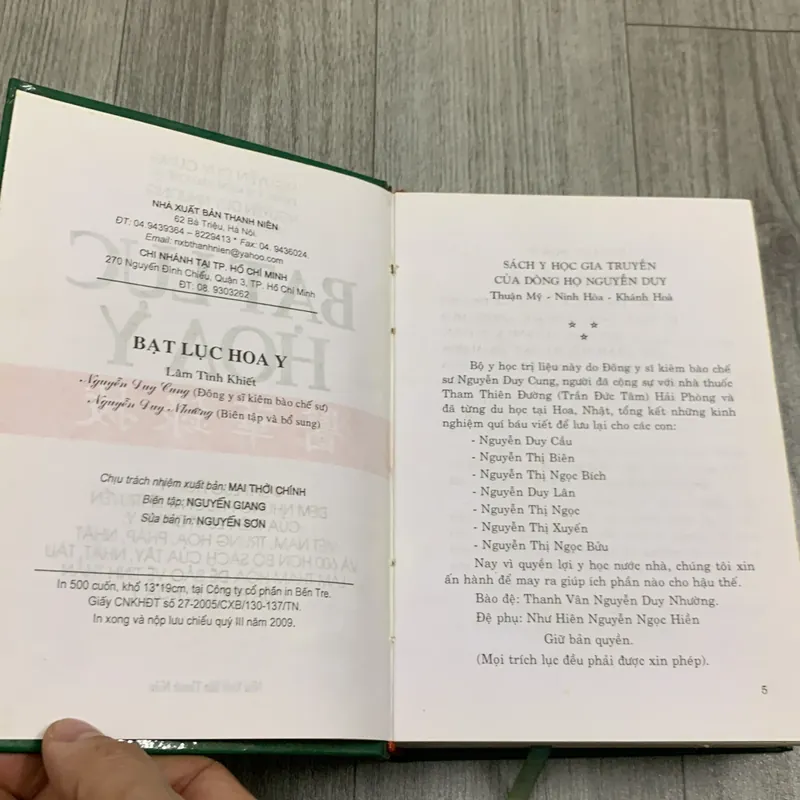 NHÀ XUẤT BẢN THANH NIÊN
62 Bà Triệu, Hà Nội.
ĐT: 04.9439364 – 8229413 * Fax: 04. 9436024
Email: nxbthanhnien@yahoo.com
CHI NHÁNH TẠI TP. HỒ CHÍ MINH
270 Nguyễn Đình Chiểu, Quận 3, TP. Hồ Chí Minh
ĐT: 08. 9303262
BẠT LỤC HOA Y
Lâm Tình Khiết
Nguyễn Duy Cung (Đông y sĩ kiêm bào chế sư)
Nguyễn Duy Nhường (Biên tập và bổ sung)
Chịu trách nhiệm xuất bản: MAI THỜI CHÍNH
Biên tập: NGUYỄN GIANG
Sửa bản in: NGUYỄN SƠN
In 500 cuốn, khổ 13*19cm, tại Công ty cổ phần in Bến Tre.
Giấy CNKHĐT số 27-2005/CXB/130-137/TN.
In xong và nộp lưu chiểu quý III năm 2009.
SÁCH Y HỌC GIA TRUYỀN
CỦA DÒNG HỌ NGUYỄN DUY
Thuận Mỹ - Ninh Hòa - Khánh Hoà
Bộ y học trị liệu này do Đông y sĩ kiêm bào chế
sư Nguyễn Duy Cung, người đã cộng sự với nhà thuốc
Tham Thiên Đường (Trần Đức Tâm) Hải Phòng và
đã từng du học tại Hoa, Nhật, tổng kết những kinh
nghiệm quí báu viết để lưu lại cho các con:
- Nguyễn Duy Cầu
- Nguyễn Thị Biên
- Nguyễn Thị Ngọc Bích
- Nguyễn Duy Lân
- Nguyễn Thị Ngọc
- Nguyễn Thị Xuyến
- Nguyễn Thị Ngọc Bửu
Nay vì quyền lợi y học nước nhà, chúng tôi xin
ấn hành để may ra giúp ích phần nào cho hậu thế.
Bào đệ: Thanh Vân Nguyễn Duy Nhường.
Đệ phụ: Như Hiên Nguyễn Ngọc Hiền
Giữ bản quyền.
(Mọi trích lục đều phải được xin phép).
5